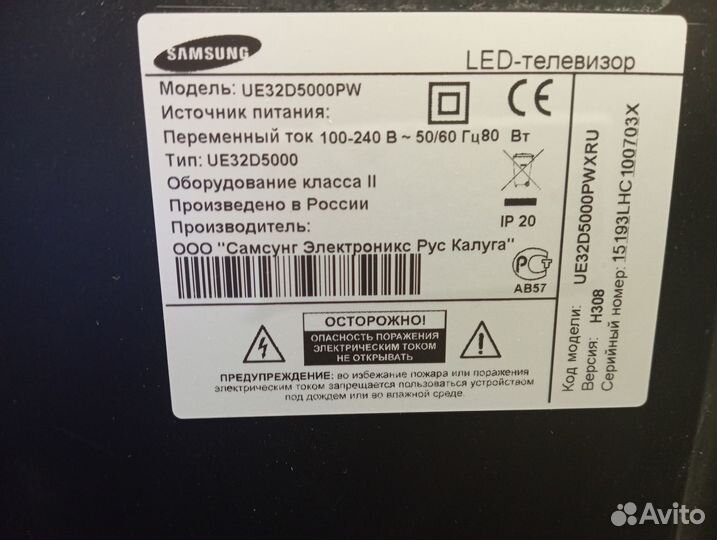 SAMSUNG
LED-телевизор
Модель: UE32D5000PW
Источник питания:
Переменный ток 100-240 В ~ 50/60 Гц80 Вт
Тип: UE32D5000
Оборудование класса II
Произведено в России
Производитель:
ООО "Самсунг Электроникс Рус Калуга"
CE
IP 20
РСТ
АВ57
ОСТОРОЖНО!
ОПАСНОСТЬ ПОРАЖЕНИЯ
ЭЛЕКТРИЧЕСКИМ ТОКОМ
НЕ ОТКРЫВАТЬ
ПРЕДУПРЕЖДЕНИЕ: во избежание пожара или поражения
электрическим током запрещается пользоваться устройством
под дождем или во влажной среде.
Код модели: UE32D5000PWXRU
Версия: H308
Серийный номер: 15193LHC100703X
Avito